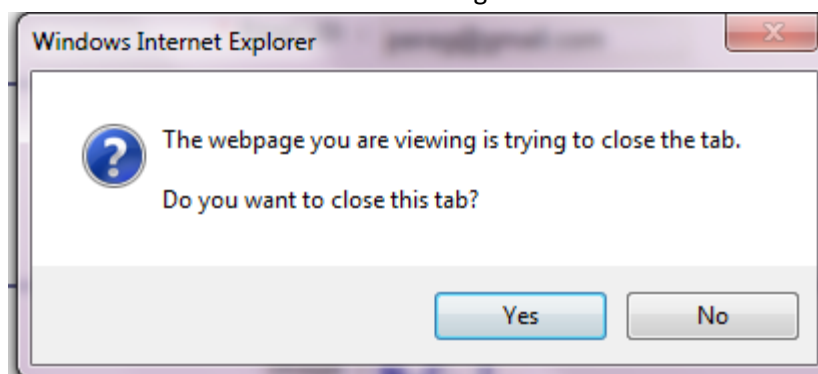 Windows Internet Explorer
The webpage you are viewing is trying to close the tab.
Do you want to close this tab?
Yes
No